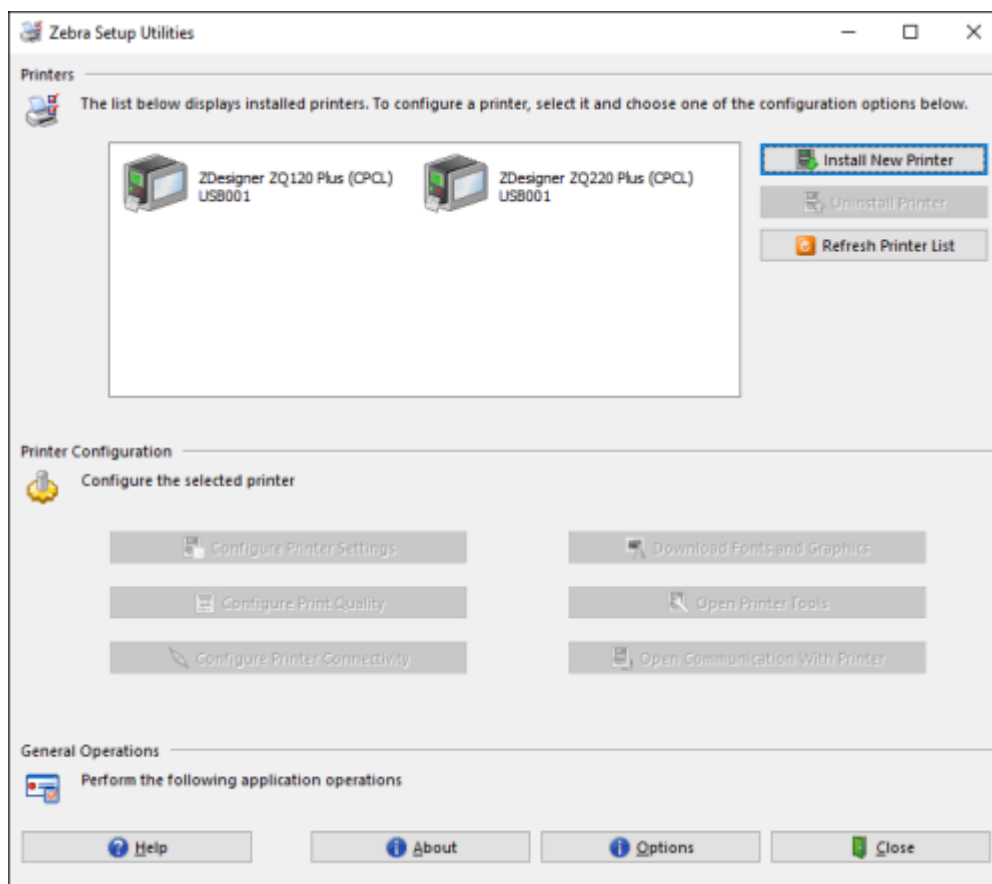 Zebra Setup Utilities
Printers
The list below displays installed printers. To configure a printer, select it and choose one of the configuration options below.
ZDesigner ZQ120 Plus (CPCL)
USB001
ZDesigner ZQ220 Plus (CPCL)
USB001
Install New Printer
Uninstall Printer
Refresh Printer List
Printer Configuration
Configure the selected printer
Configure Printer Settings
Download Fonts and Graphics
Configure Print Quality
Open Printer Tools
Configure Printer Connectivity
Open Communication With Printer
General Operations
Perform the following application operations
Help
About
Options
Close